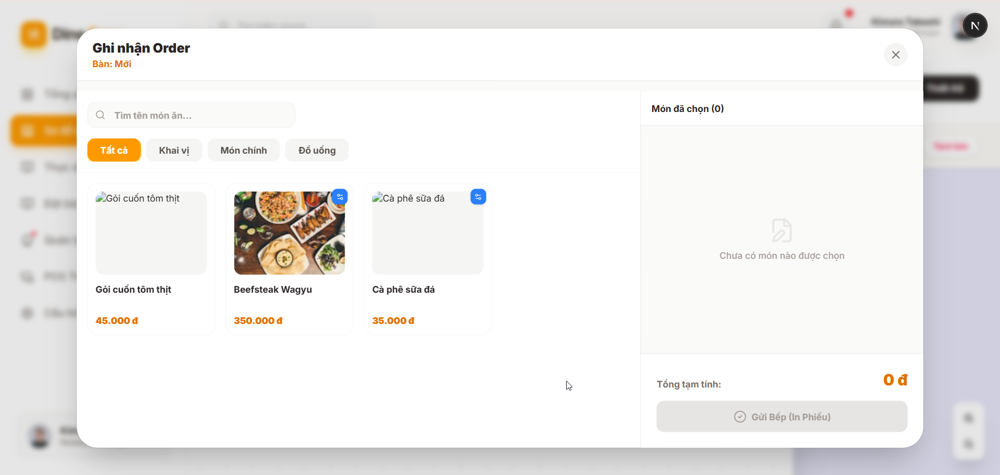 Ghi nhận Order
Bàn: Mới
Tìm tên món ăn...
Tất cả
Khai vị
Món chính
Đồ uống
Gỏi cuốn tôm thịt
Cà phê sữa đá
Gỏi cuốn tôm thịt
Beefsteak Wagyu
Cà phê sữa đá
45.000 đ
350.000 đ
35.000 đ
Món đã chọn (0)
Chưa có món nào được chọn
Tổng tạm tính:
0 đ
Gửi Bếp (In Phiếu)
N